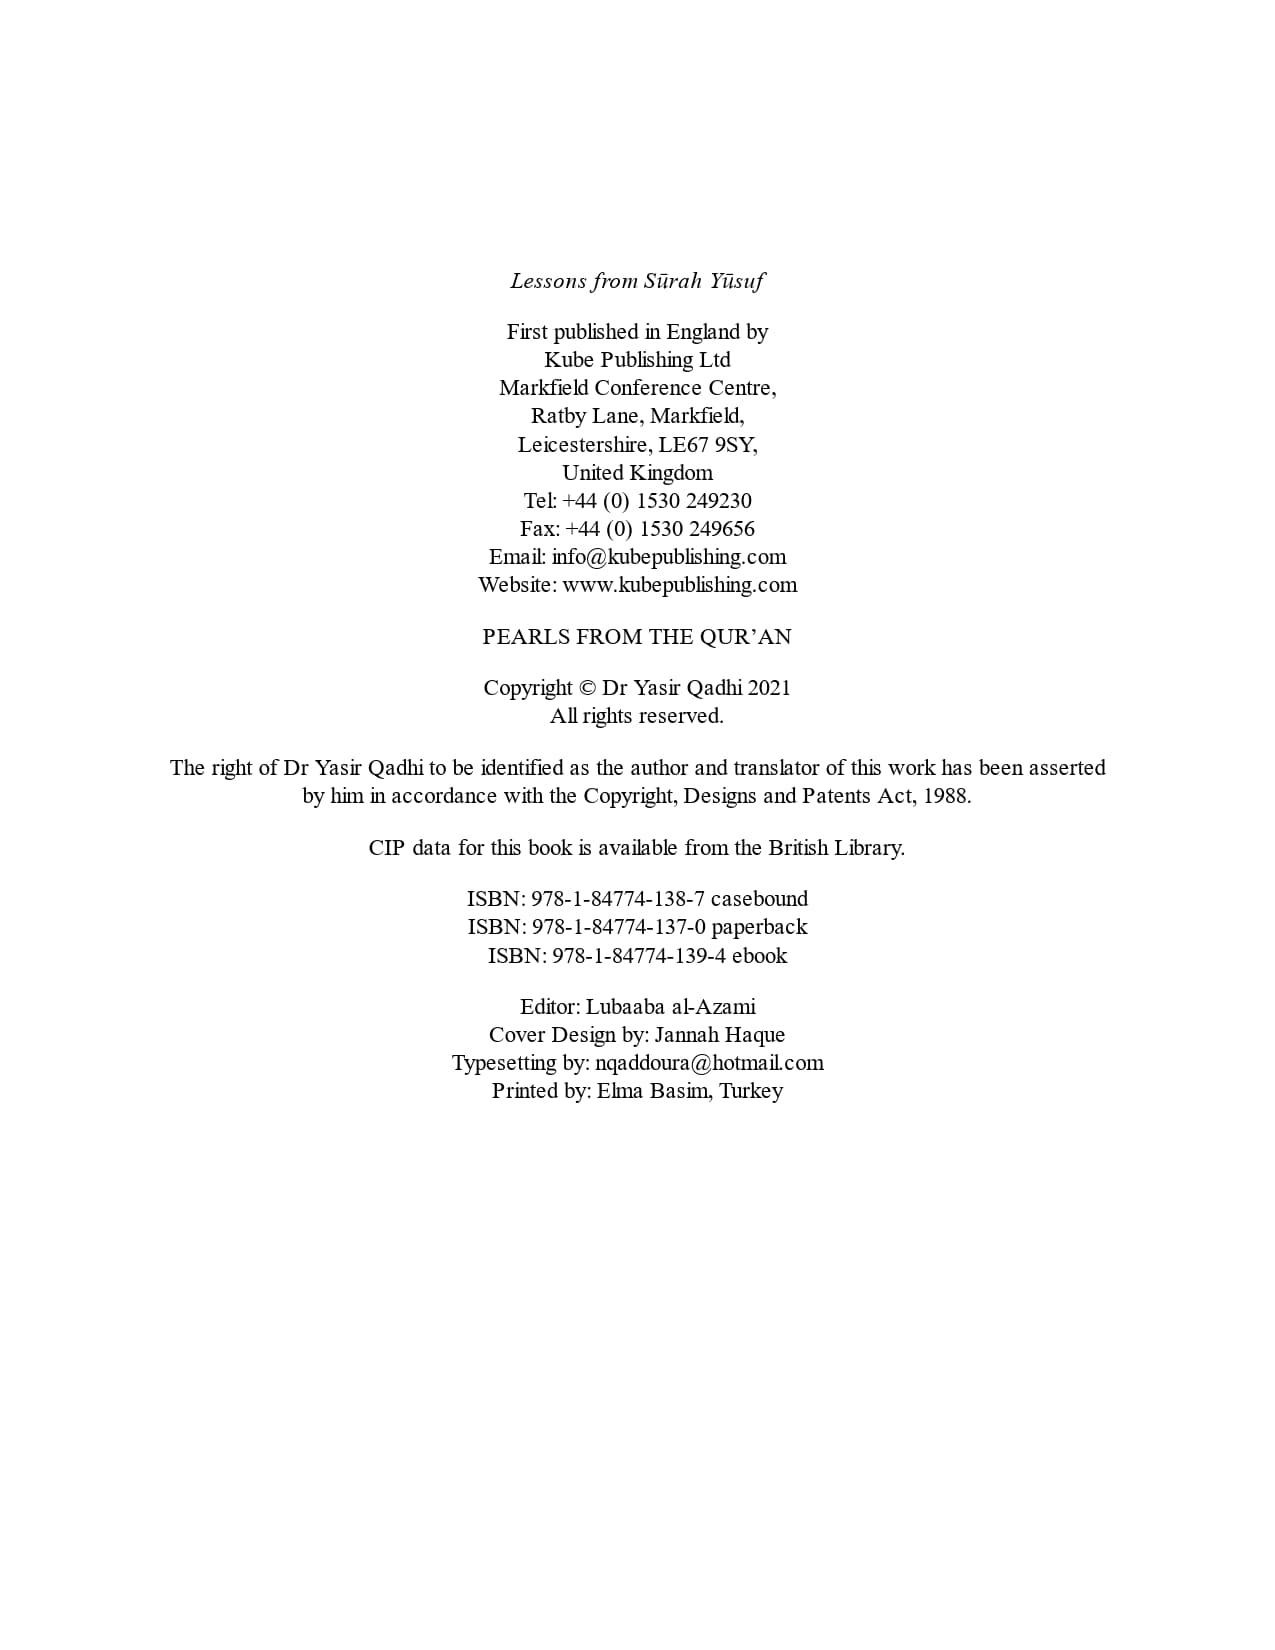 Lessons from Sūrah Yūsuf
First published in England by
Kube Publishing Ltd
Markfield Conference Centre,
Ratby Lane, Markfield,
Leicestershire, LE67 9SY,
United Kingdom
Tel: +44 (0) 1530 249230
Fax: +44 (0) 1530 249656
Email: info@kubepublishing.com
Website: www.kubepublishing.com
PEARLS FROM THE QUR’AN
Copyright © Dr Yasir Qadhi 2021
All rights reserved.
The right of Dr Yasir Qadhi to be identified as the author and translator of this work has been asserted
by him in accordance with the Copyright, Designs and Patents Act, 1988.
CIP data for this book is available from the British Library.
ISBN: 978-1-84774-138-7 casebound
ISBN: 978-1-84774-137-0 paperback
ISBN: 978-1-84774-139-4 ebook
Editor: Lubaaba al-Azami
Cover Design by: Jannah Haque
Typesetting by: nqaddoura@hotmail.com
Printed by: Elma Basim, Turkey